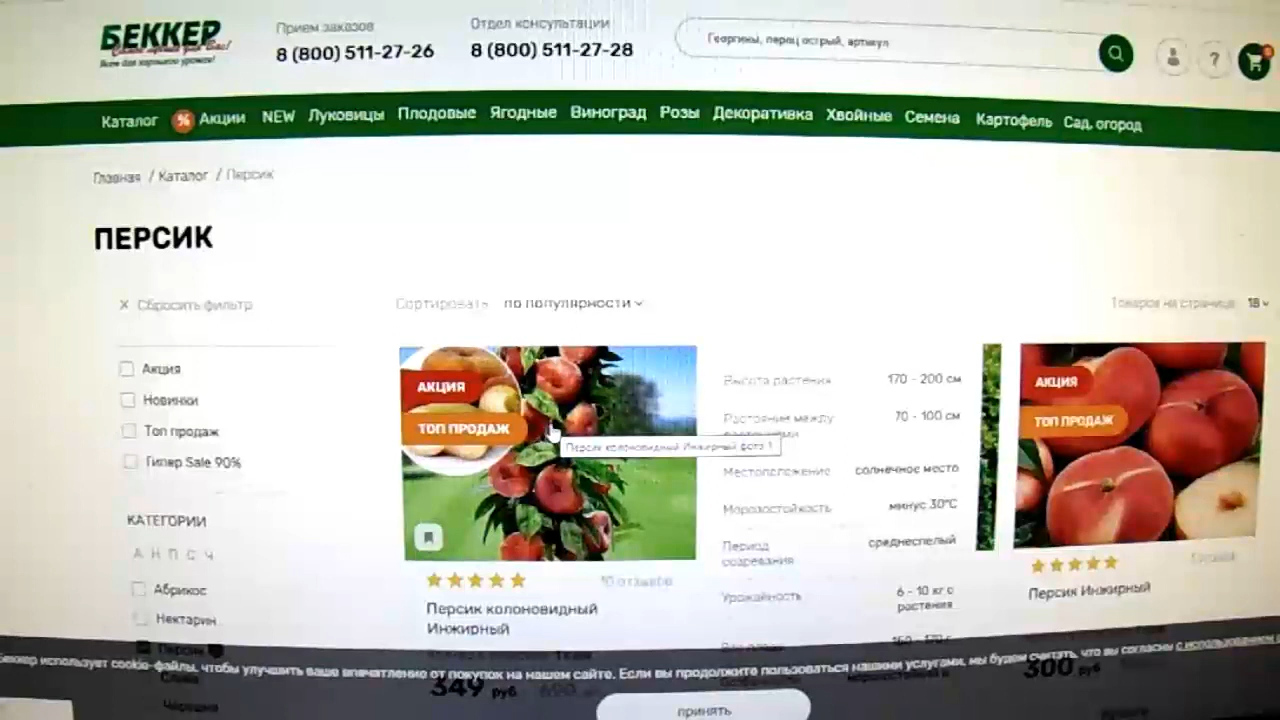 БЕККЕР
Прием заказов
8 (800) 511-27-26
Отдел консультации
8 (800) 511-27-28
Георгины, перец острый, артикул
?
Каталог % Акции NEW Луковицы Плодовые Ягодные Виноград Розы Декоративка Хвойные Семена Картофель Сад, огород
Главная / Каталог / Персик
ПЕРСИК
× Сбросить фильтр
Сортировать по популярности
Товаров на странице 18
Акция
Новинки
Топ продаж
Гипер Sale 90%
КАТЕГОРИИ
А Н П С Ч
Абрикос
Нектарин
Персик
Слива
Черешня
АКЦИЯ
ТОП ПРОДАЖ
Персик колоновидный Инжирный фото 1
10 отзывов
Персик колоновидный
Инжирный
349 руб
Высота растения 170 - 200 см
Растояние между 70 - 100 см
растениями
Местоположение солнечное место
Морозостойкость минус 30°C
Период среднеспелый
созревания
Урожайность 6 - 10 кг с
растения
АКЦИЯ
ТОП ПРОДАЖ
Персик Инжирный
300 руб
Беккер использует cookie-файлы, чтобы улучшить ваше впечатление от покупок на нашем сайте. Если вы продолжите пользоваться нашими услугами, мы будем считать, что вы согласны с использованием
ПРИНЯТЬ